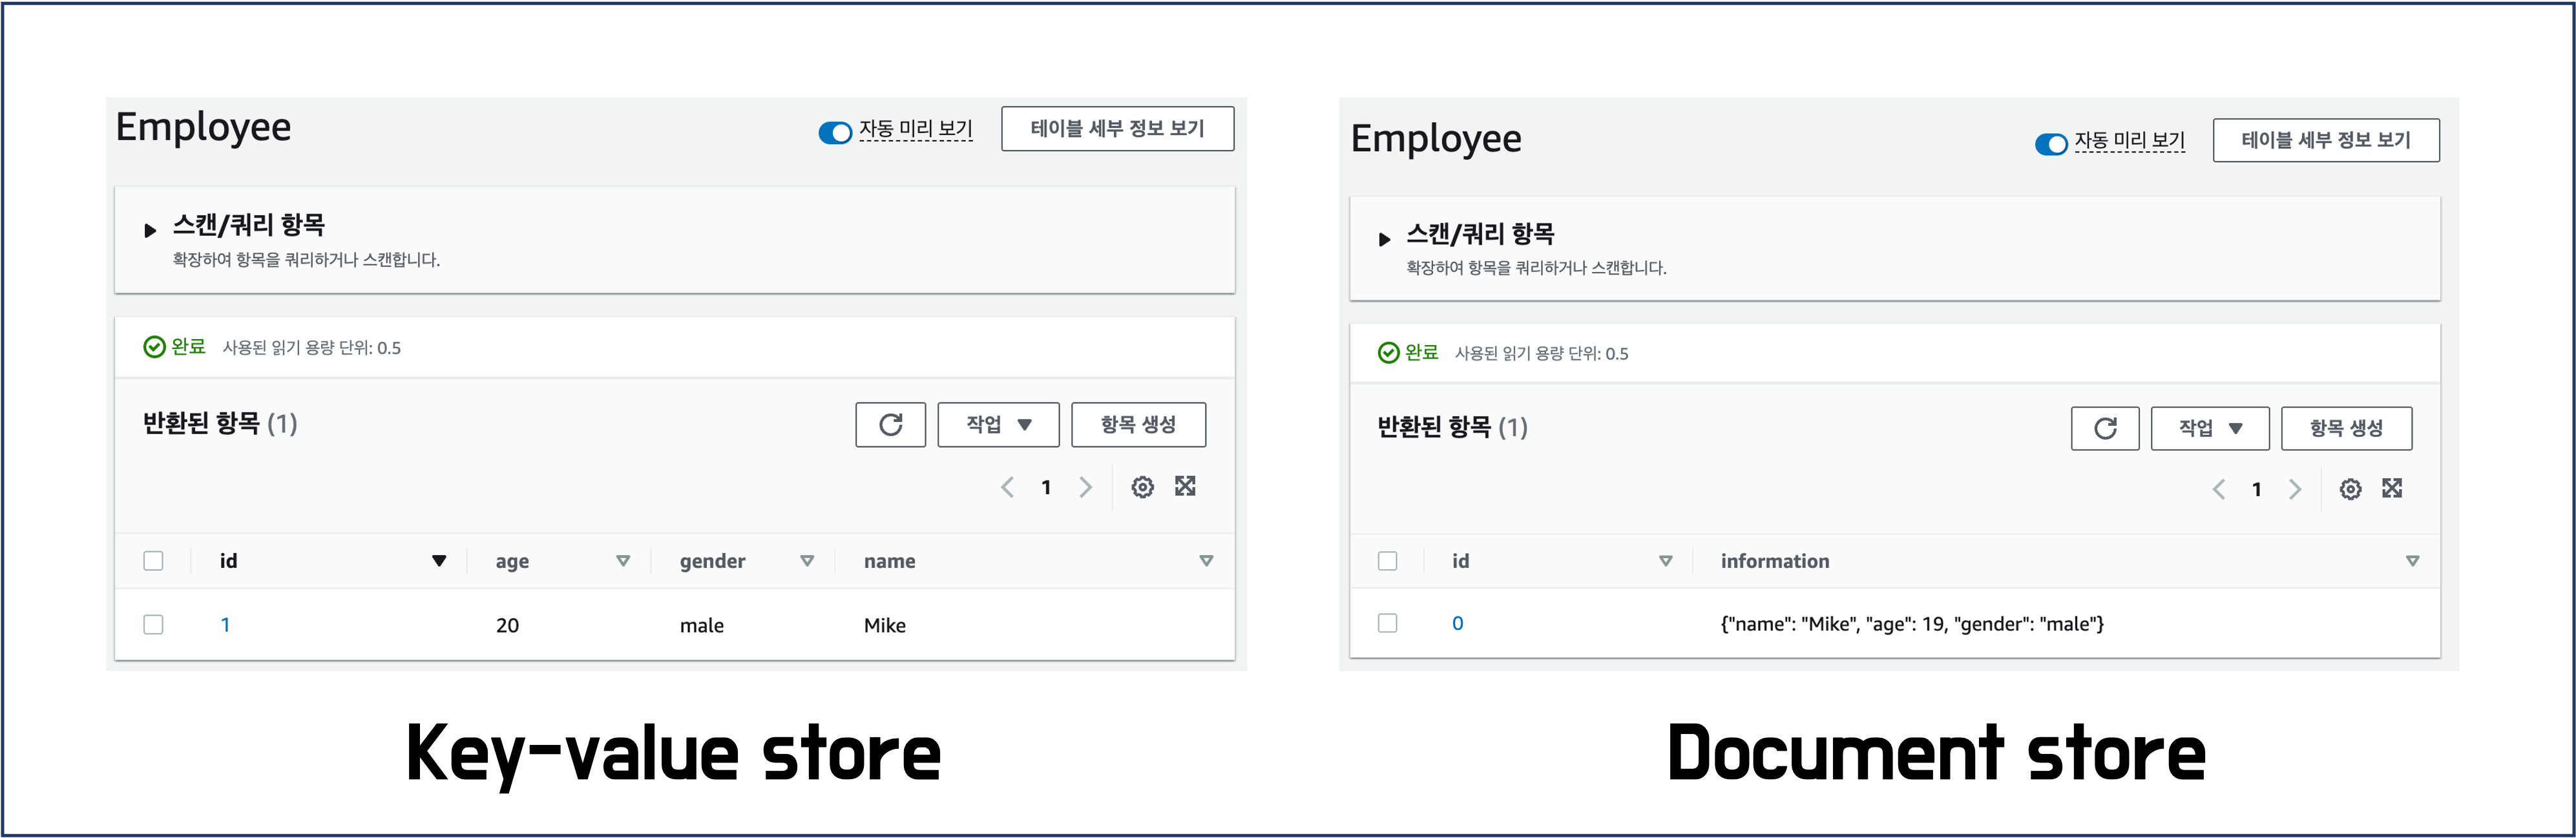 Employee
자동 미리 보기
테이블 세부 정보 보기
스캔/쿼리 항목
확장하여 항목을 쿼리하거나 스캔합니다.
완료 사용된 읽기 용량 단위: 0.5
반환된 항목 (1)
작업
항목 생성
1
id age gender name
1 20 male Mike
Key-value store
Employee
자동 미리 보기
테이블 세부 정보 보기
스캔/쿼리 항목
확장하여 항목을 쿼리하거나 스캔합니다.
완료 사용된 읽기 용량 단위: 0.5
반환된 항목 (1)
작업
항목 생성
1
id information
0 {"name": "Mike", "age": 19, "gender": "male"}
Document store